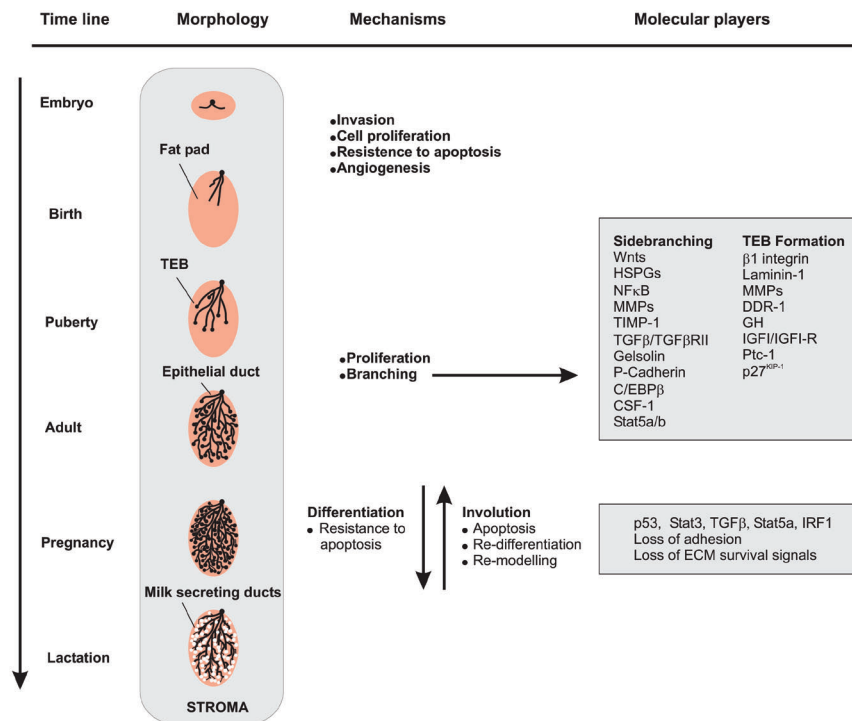 Time line
Morphology
Mechanisms
Molecular players
Embryo
Fat pad
Birth
TEB
Puberty
Epithelial duct
Adult
Pregnancy
Milk secreting ducts
Lactation
STROMA
●Invasion
●Cell proliferation
●Resistence to apoptosis
●Angiogenesis
●Proliferation
●Branching
Differentiation
● Resistance to
apoptosis
Involution
● Apoptosis
● Re-differentiation
● Re-modelling
Sidebranching
Wnts
HSPGs
NFκB
MMPs
TIMP-1
TGFβ/TGFβRII
Gelsolin
P-Cadherin
C/EBPβ
CSF-1
Stat5a/b
TEB Formation
β1 integrin
Laminin-1
MMPs
DDR-1
GH
IGFI/IGFI-R
Ptc-1
p27KIP-1
p53, Stat3, TGFβ, Stat5a, IRF1
Loss of adhesion
Loss of ECM survival signals